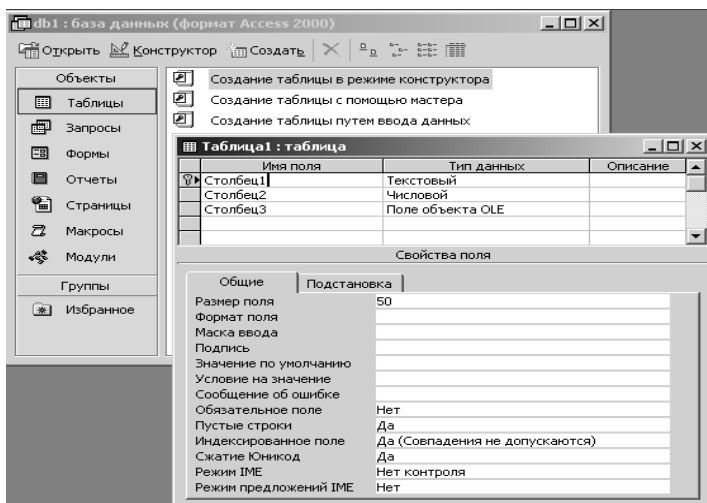 db1 : база данных (формат Access 2000)
Открыть Конструктор Создать
Объекты
Таблицы
Запросы
Формы
Отчеты
Страницы
Макросы
Модули
Группы
Избранное
Создание таблицы в режиме конструктора
Создание таблицы с помощью мастера
Создание таблицы путем ввода данных
Таблица1 : таблица
Имя поля Тип данных Описание
Столбец1 Текстовый
Столбец2 Числовой
Столбец3 Поле объекта OLE
Свойства поля
Общие Подстановка
Размер поля 50
Формат поля
Маска ввода
Подпись
Значение по умолчанию
Условие на значение
Сообщение об ошибке
Обязательное поле Нет
Пустые строки Да
Индексированное поле Да (Совпадения не допускаются)
Сжатие Юникод Да
Режим IME Нет контроля
Режим предложений IME Нет